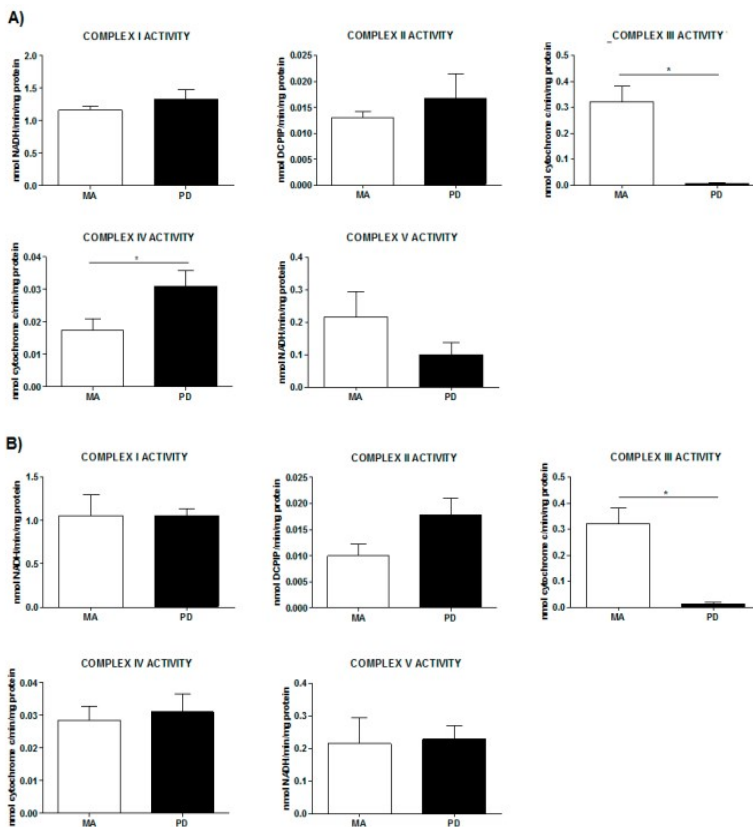 A)
COMPLEX I ACTIVITY
nmol NADH/min/mg protein
2.0
1.5
1.0
0.5
0.0
MA
PD
COMPLEX II ACTIVITY
nmol DCPIP/min/mg protein
0.025
0.020
0.015
0.010
0.005
0.000
MA
PD
COMPLEX III ACTIVITY
nmol cytochrome c/min/mg protein
0.5
0.4
0.3
0.2
0.1
0.0
*
MA
PD
COMPLEX IV ACTIVITY
nmol cytochrome c/min/mg protein
0.04
0.03
0.02
0.01
0.00
*
MA
PD
COMPLEX V ACTIVITY
nmol NADH/min/mg protein
0.4
0.3
0.2
0.1
0.0
MA
PD
B)
COMPLEX I ACTIVITY
nmol NADH/min/mg protein
1.5
1.0
0.5
0.0
MA
PD
COMPLEX II ACTIVITY
nmol DCPIP/min/mg protein
0.025
0.020
0.015
0.010
0.005
0.000
MA
PD
COMPLEX III ACTIVITY
nmol cytochrome c/min/mg protein
0.5
0.4
0.3
0.2
0.1
0.0
*
MA
PD
COMPLEX IV ACTIVITY
nmol cytochrome c/min/mg protein
0.04
0.03
0.02
0.01
0.00
MA
PD
COMPLEX V ACTIVITY
nmol NADH/min/mg protein
0.4
0.3
0.2
0.1
0.0
MA
PD